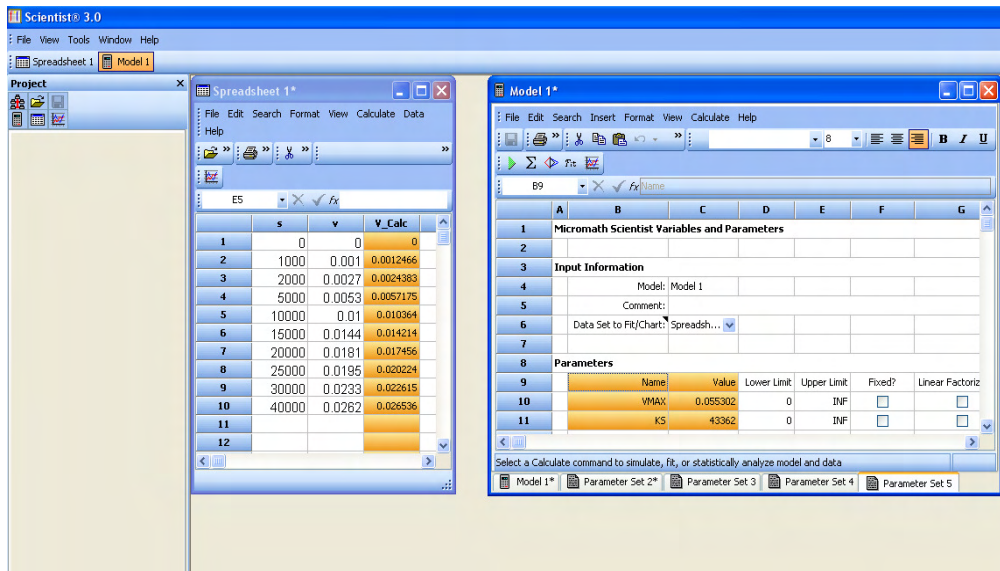 Scientist® 3.0
File View Tools Window Help
Spreadsheet 1 Model 1
Project
Spreadsheet 1*
File Edit Search Format View Calculate Data
Help
E5 fx
s v V_Calc
1 0 0 0
2 1000 0.001 0.0012466
3 2000 0.0027 0.0024383
4 5000 0.0053 0.0057175
5 10000 0.01 0.010364
6 15000 0.0144 0.014214
7 20000 0.0181 0.017456
8 25000 0.0195 0.020224
9 30000 0.0233 0.022615
10 40000 0.0262 0.026536
11
12
Model 1*
File Edit Search Insert Format View Calculate Help
8 B I U
Fit
B9 fx Name
A B C D E F G
1 Micromath Scientist Variables and Parameters
2
3 Input Information
4 Model: Model 1
5 Comment:
6 Data Set to Fit/Chart: Spreadsh...
7
8 Parameters
9 Name Value Lower Limit Upper Limit Fixed? Linear Factoriz
10 VMAX 0.055302 0 INF
11 KS 43362 0 INF
Select a Calculate command to simulate, fit, or statistically analyze model and data
Model 1* Parameter Set 2* Parameter Set 3 Parameter Set 4 Parameter Set 5